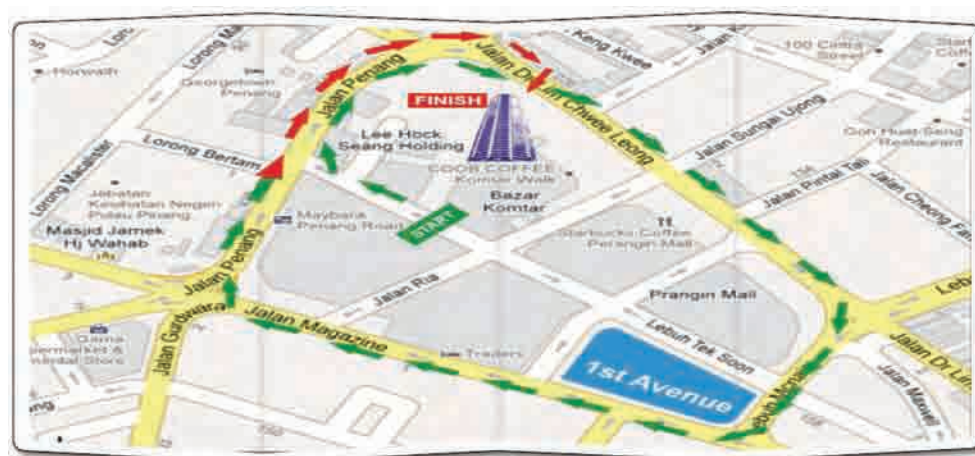 Horwath
Georgetown
Penang
Lorong Macalister
Jalan Penang
Jalan Dr Lim Chwee Leong
Keng Kwee
100 Cintra
Street
FINISH
Lee Hock
Seang Holding
Lorong Bertam
Jabatan
Kesihatan Negeri
Pulau Pinang
Masjid Jamek
Hj Wahab
Maybank
Penang Road
START
COFFEE
Komtar Walk
Bazar
Komtar
Jalan Sungai Ujong
Goh Huat Seng
Restaurant
Jalan Pintal Tali
Jalan Cheong
Starbucks Coffee
Prangin Mall
Jalan Penang
Jalan Ria
Prangin Mall
Jalan Gurdwara
Jalan Magazine
Gama
Traders
Lebuh Tek Soon
1st Avenue
Jalan Dr Lim
Jalan Maxwell